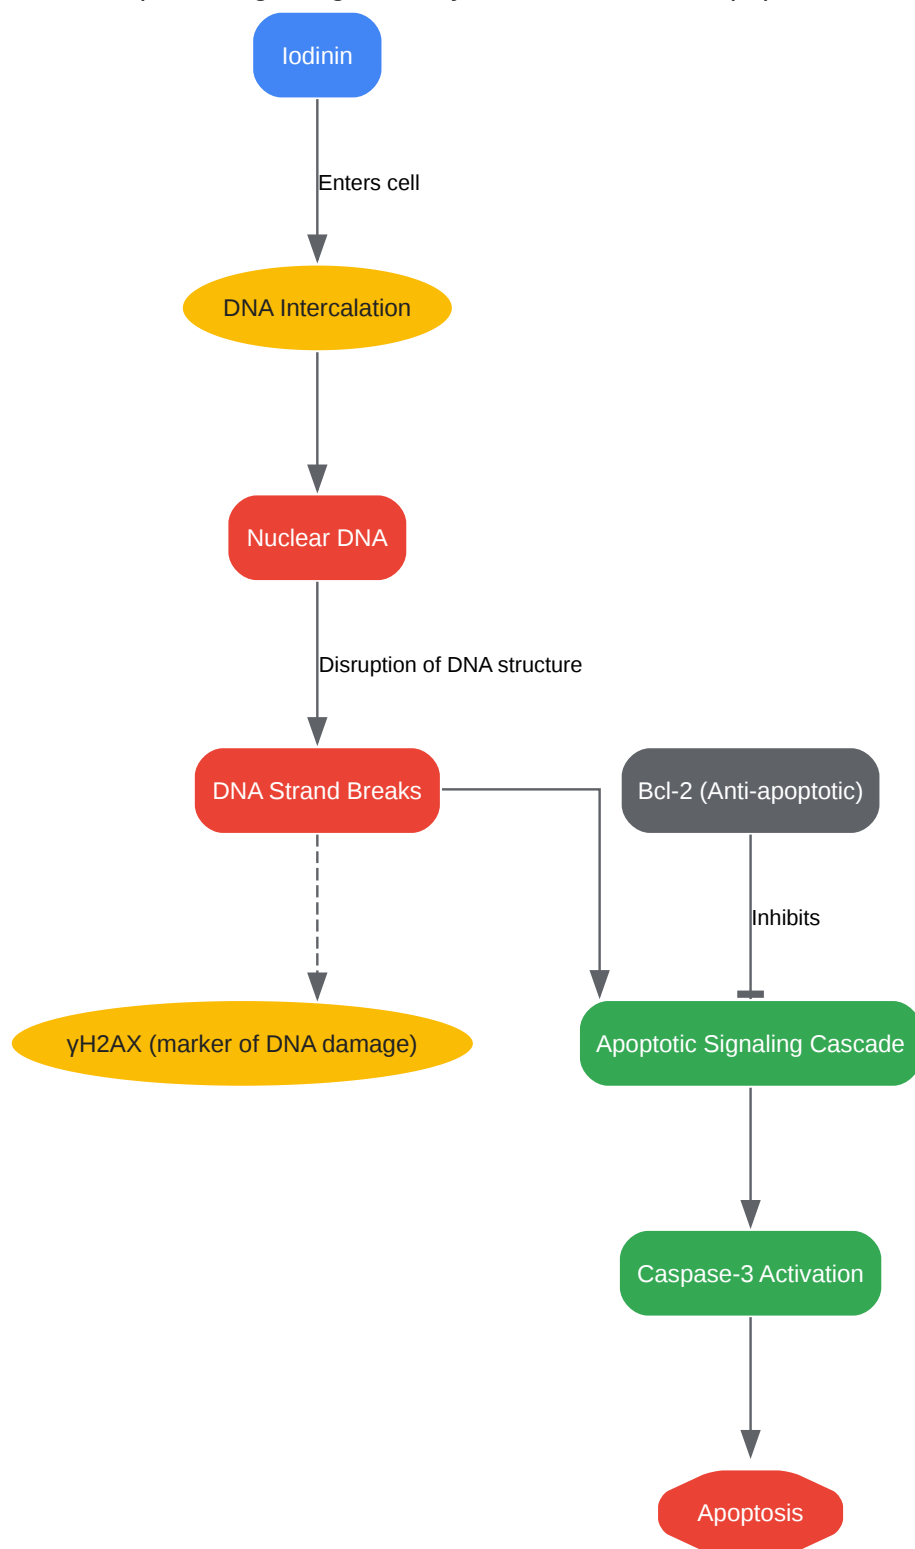 Iodinin
Enters cell
DNA Intercalation
Nuclear DNA
Disruption of DNA structure
DNA Strand Breaks
Bcl-2 (Anti-apoptotic)
Inhibits
γH2AX (marker of DNA damage)
Apoptotic Signaling Cascade
Caspase-3 Activation
Apoptosis